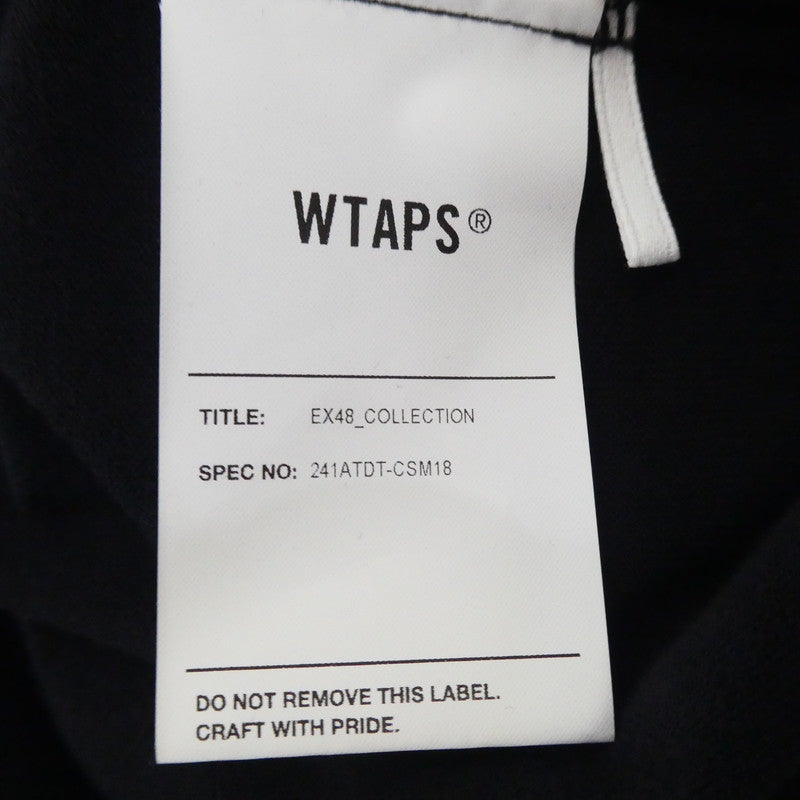 WTAPS®
TITLE: EX48_COLLECTION
SPEC NO: 241ATDT-CSM18
DO NOT REMOVE THIS LABEL.
CRAFT WITH PRIDE.